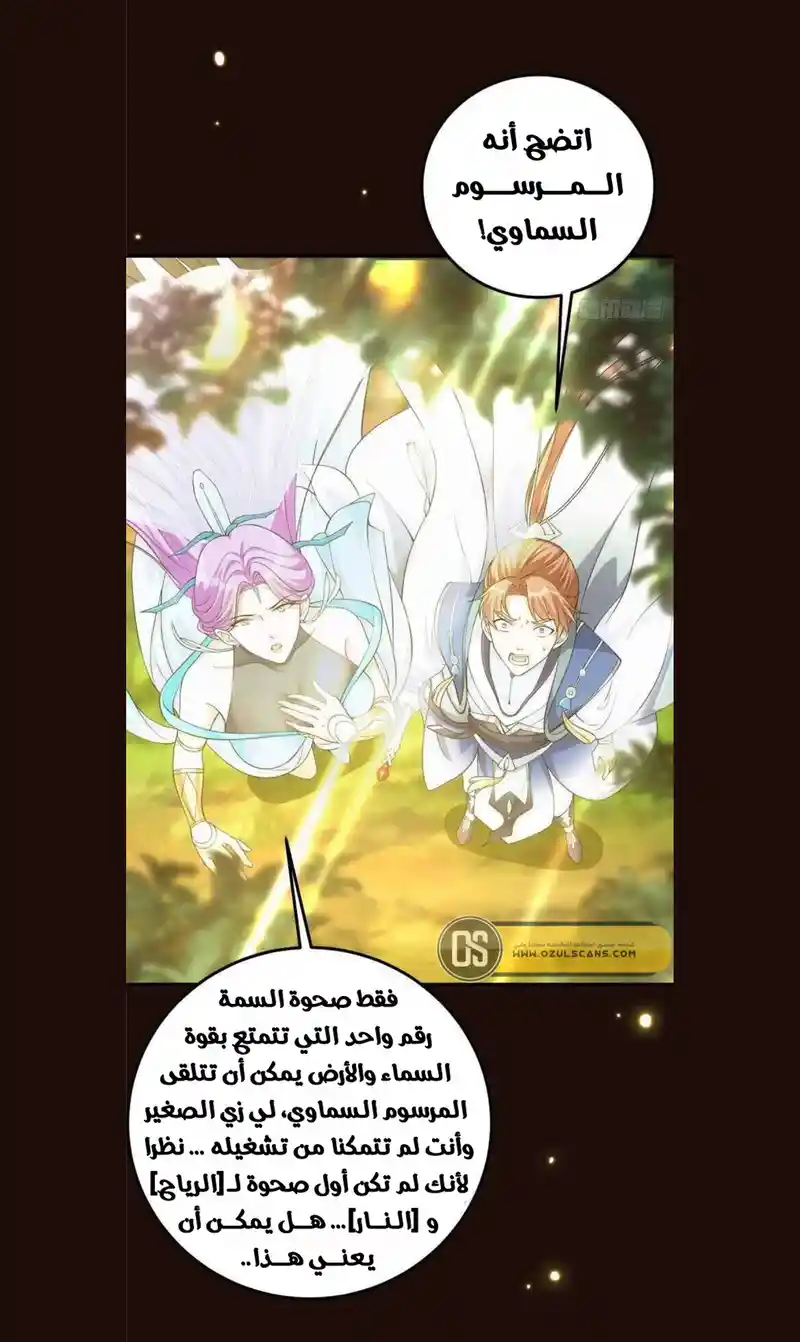 اتضح أنه
المرسوم
السماوي!
OS
WWW.OZULSCANS.COM
فقط صحوة السمة
رقم واحد التي تتمتع بقوة
السماء والأرض يمكن أن تتلقى
المرسوم السماوي، لي زي الصغير
وأنت لم تتمكنا من تشغيله ... نظرا
لأنك لم تكن أول صحوة لـ [الرياح]
و [النار]... هل يمكن أن
يعني هذا..